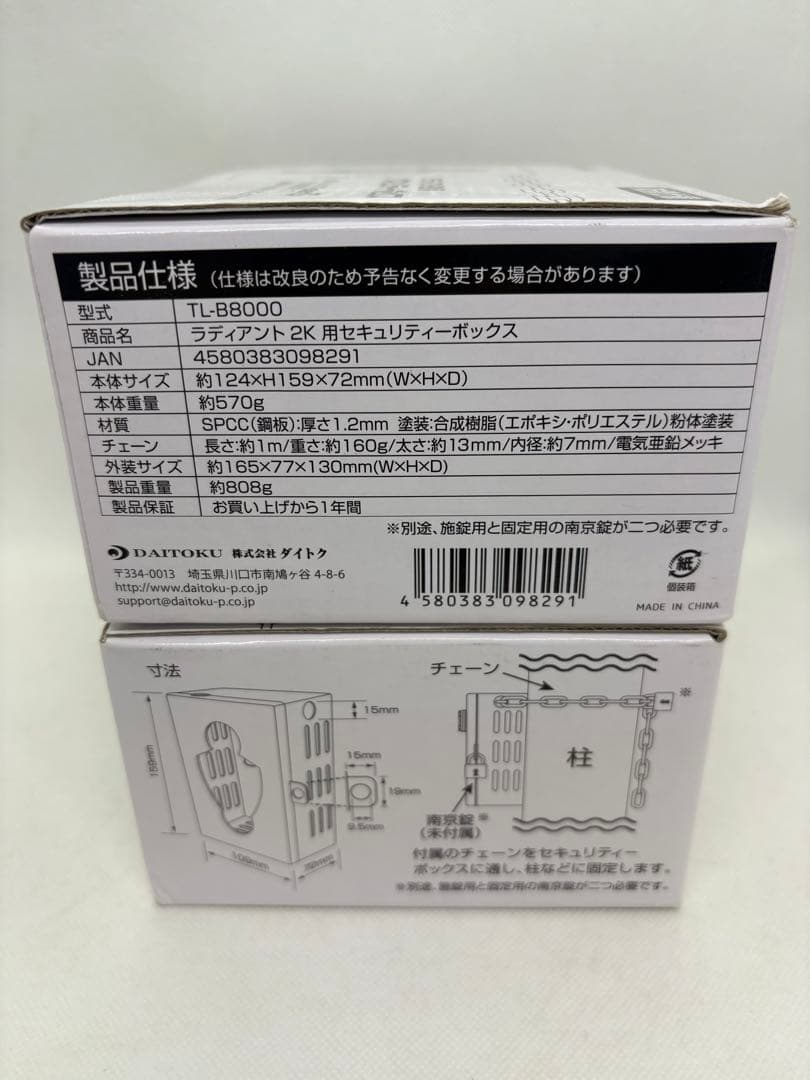 製品仕様（仕様は改良のため予告なく変更する場合があります）
型式 TL-B8000
商品名 ラディアント 2K 用セキュリティーボックス
JAN 4580383098291
本体サイズ 約124×H159×72mm(W×H×D)
本体重量 約570g
材質 SPCC(鋼板):厚さ1.2mm 塗装:合成樹脂(エポキシ・ポリエステル)粉体塗装
チェーン 長さ:約1m/重さ:約160g/太さ:約13mm/内径:約7mm/電気亜鉛メッキ
外装サイズ 約165×77×130mm(W×H×D)
製品重量 約808g
製品保証 お買い上げから1年間
※別途、施錠用と固定用の南京錠が二つ必要です。
DAITOKU 株式会社 ダイトク
〒334-0013 埼玉県川口市南鳩ヶ谷 4-8-6
http://www.daitoku-p.co.jp
support@daitoku-p.co.jp
4 580383 098291
紙
個装箱
MADE IN CHINA
寸法
チェーン
※
15mm
159mm
15mm
19mm
9.5mm
柱
南京錠※
(未付属)
付属のチェーンをセキュリティー
ボックスに通し、柱などに固定します。
※別途、施錠用と固定用の南京錠が二つ必要です。